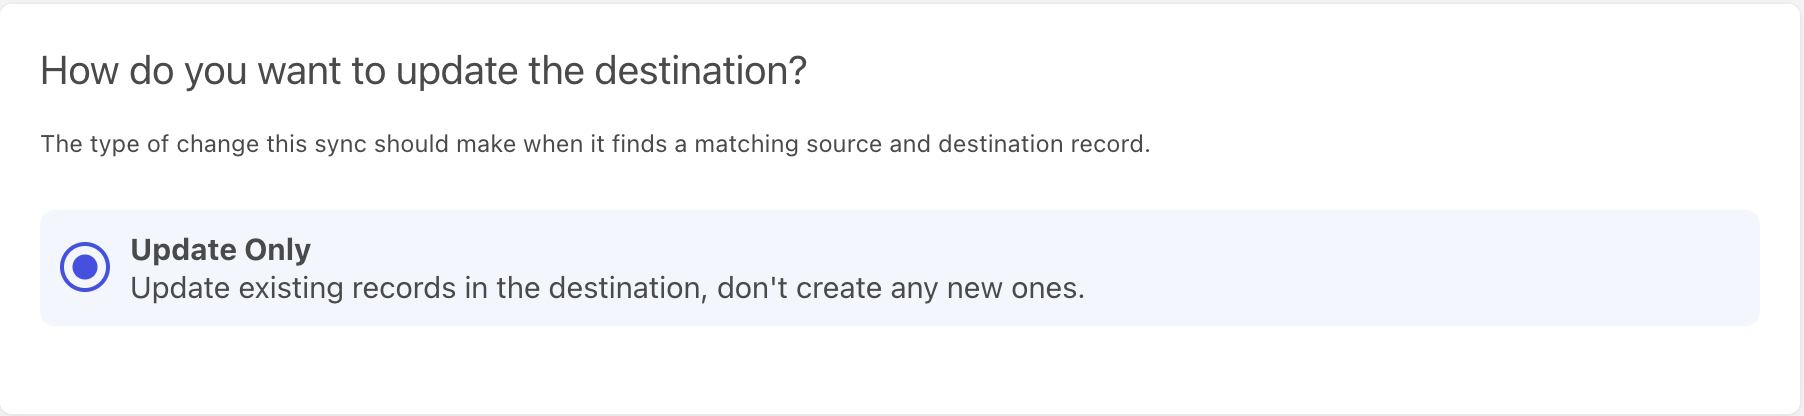 How do you want to update the destination?
The type of change this sync should make when it finds a matching source and destination record.
Update Only
Update existing records in the destination, don't create any new ones.